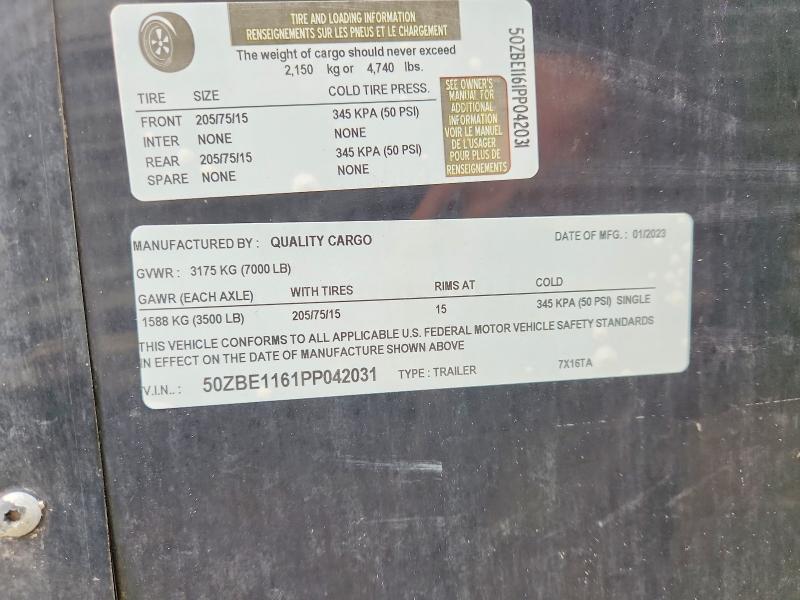 TIRE AND LOADING INFORMATION
RENSEIGNEMENTS SUR LES PNEUS ET LE CHARGEMENT
The weight of cargo should never exceed
2,150 kg or 4,740 lbs.
TIRE SIZE COLD TIRE PRESS.
FRONT 205/75/15 345 KPA (50 PSI)
INTER NONE NONE
REAR 205/75/15 345 KPA (50 PSI)
SPARE NONE NONE
SEE OWNER'S
MANUAL FOR
ADDITIONAL
INFORMATION
VOIR LE MANUEL
DE L'USAGER
POUR PLUS DE
RENSEIGNEMENTS
50ZBE1161PP042031
MANUFACTURED BY : QUALITY CARGO DATE OF MFG. : 01/2023
GVWR : 3175 KG (7000 LB)
GAWR (EACH AXLE) WITH TIRES RIMS AT COLD
1588 KG (3500 LB) 205/75/15 15 345 KPA (50 PSI) SINGLE
THIS VEHICLE CONFORMS TO ALL APPLICABLE U.S. FEDERAL MOTOR VEHICLE SAFETY STANDARDS
IN EFFECT ON THE DATE OF MANUFACTURE SHOWN ABOVE
V.I.N.. : 50ZBE1161PP042031 TYPE : TRAILER 7X16TA